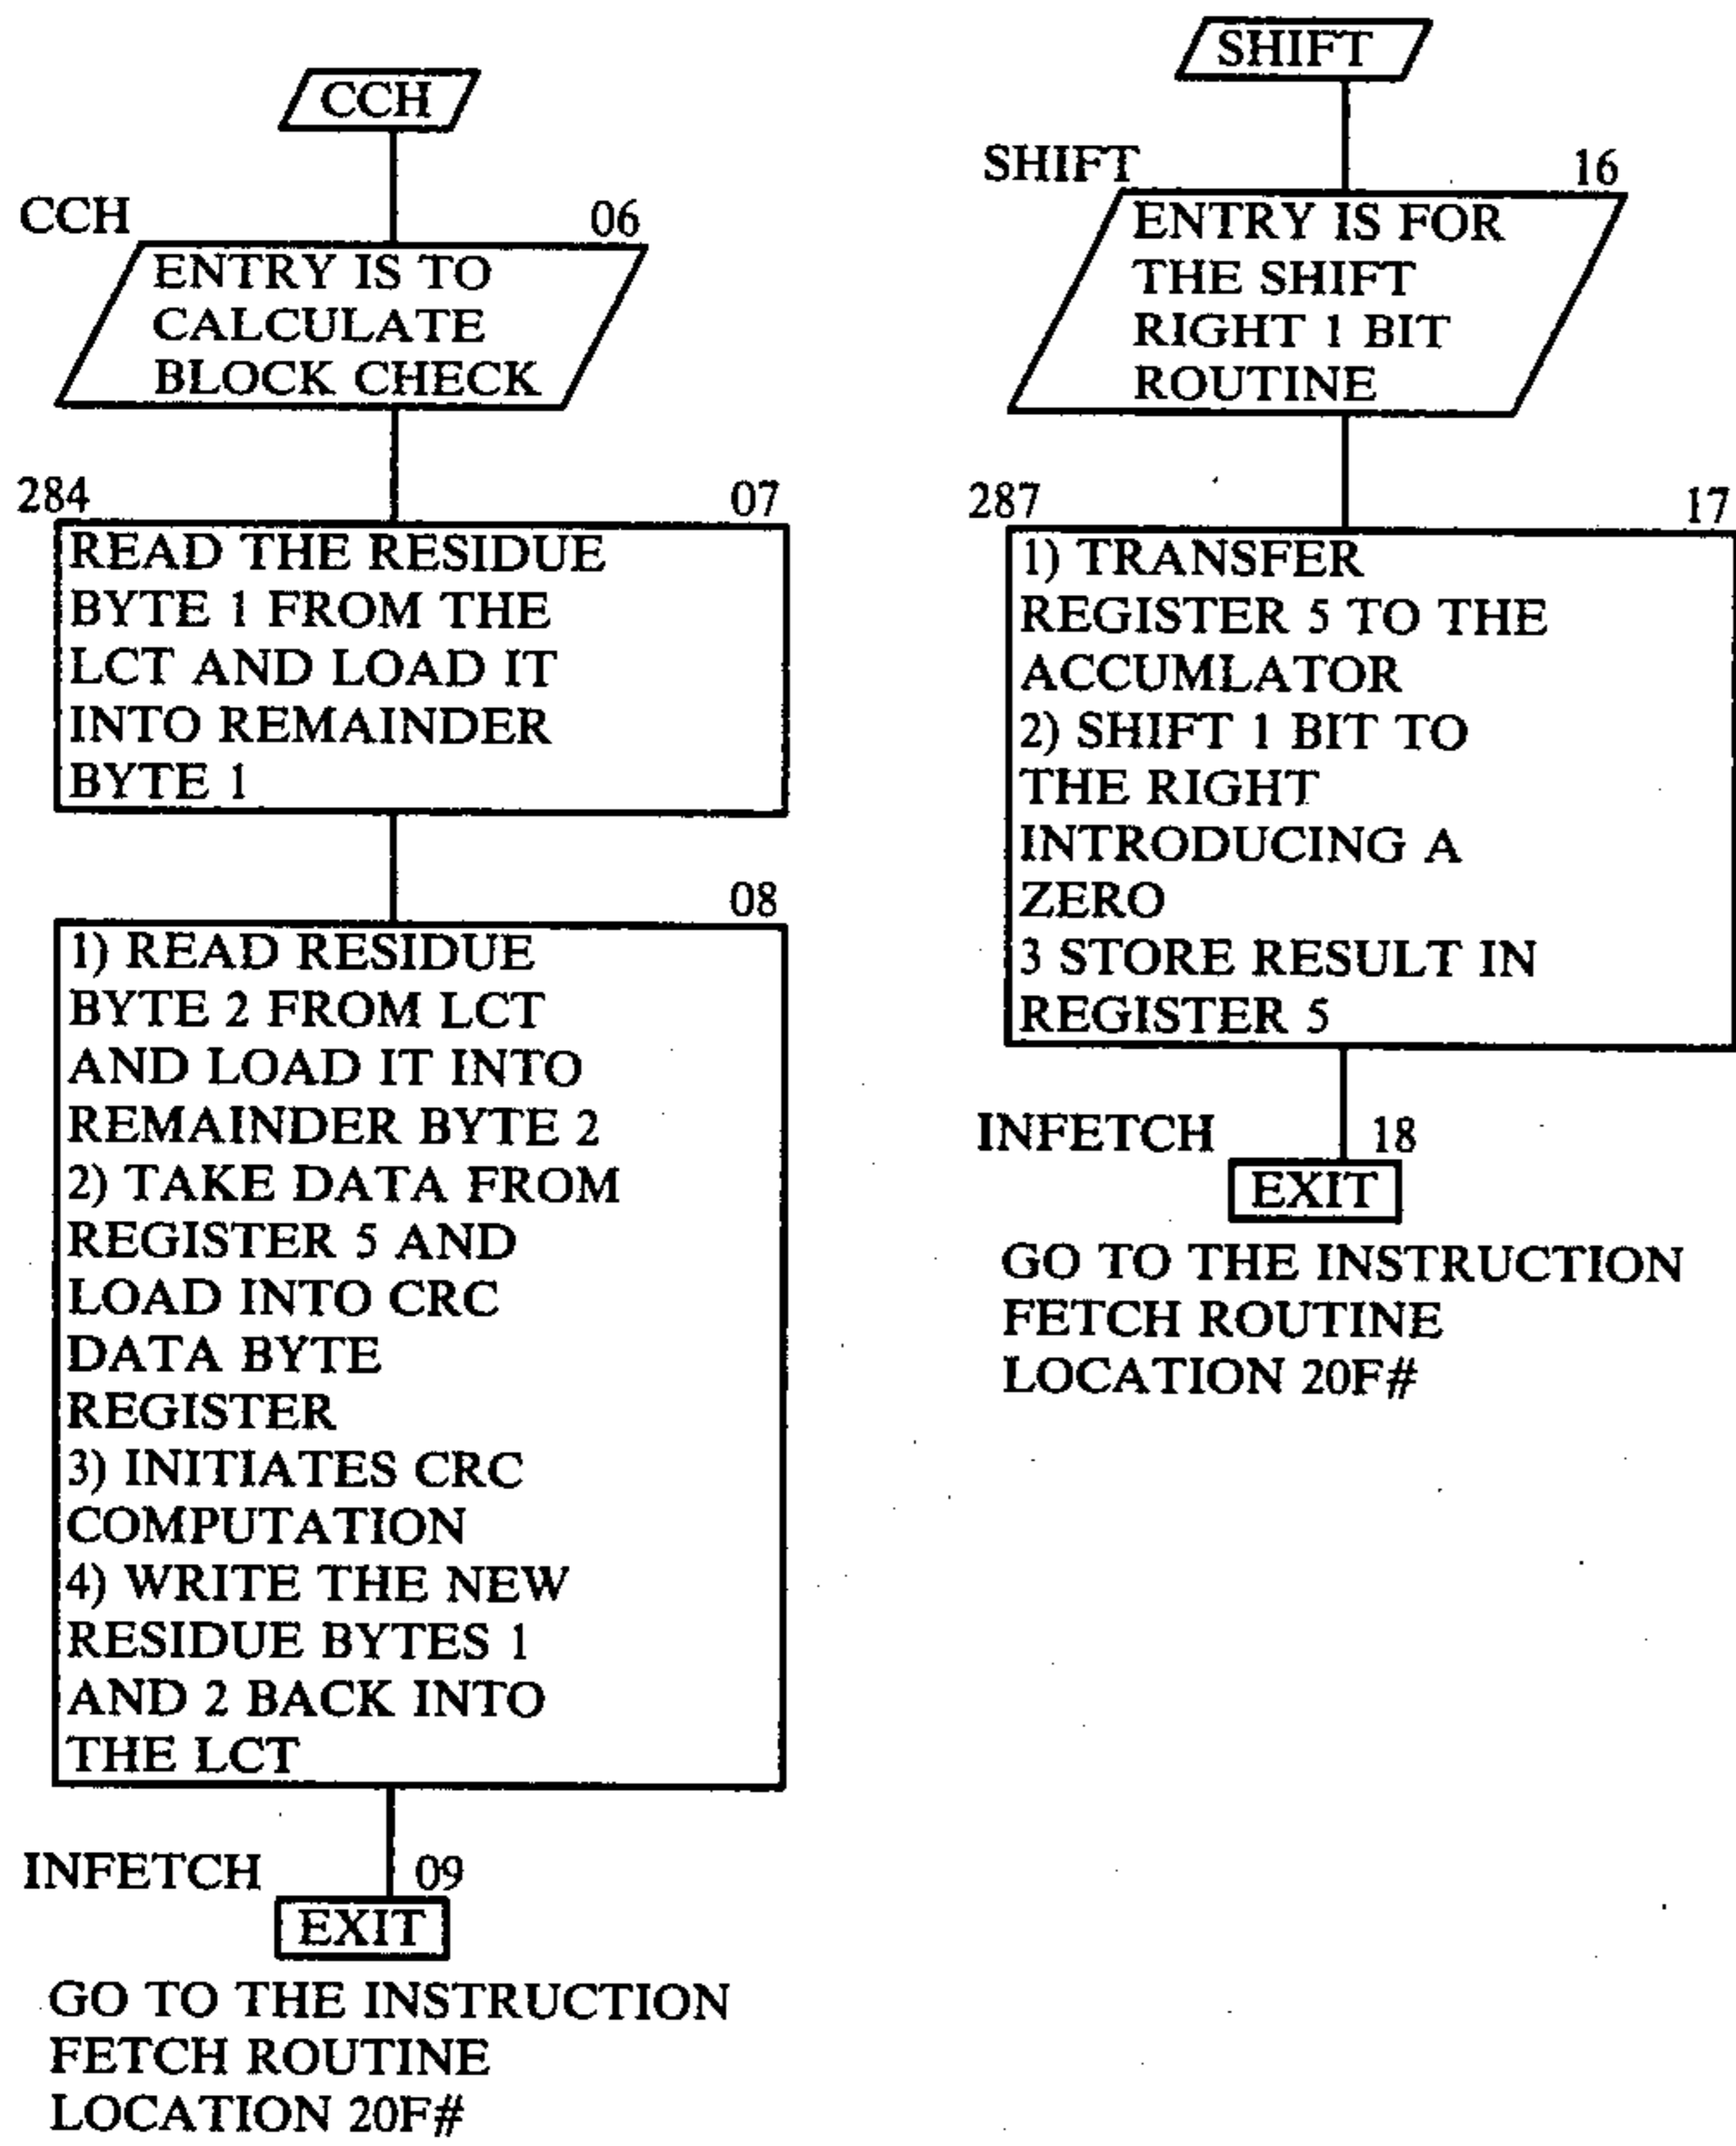 CCH
CCH
06
ENTRY IS TO
CALCULATE
BLOCK CHECK
284
07
READ THE RESIDUE
BYTE 1 FROM THE
LCT AND LOAD IT
INTO REMAINDER
BYTE 1
08
1) READ RESIDUE
BYTE 2 FROM LCT
AND LOAD IT INTO
REMAINDER BYTE 2
2) TAKE DATA FROM
REGISTER 5 AND
LOAD INTO CRC
DATA BYTE
REGISTER
3) INITIATES CRC
COMPUTATION
4) WRITE THE NEW
RESIDUE BYTES 1
AND 2 BACK INTO
THE LCT
INFETCH
09
EXIT
GO TO THE INSTRUCTION
FETCH ROUTINE
LOCATION 20F#
SHIFT
SHIFT
16
ENTRY IS FOR
THE SHIFT
RIGHT 1 BIT
ROUTINE
287
17
1) TRANSFER
REGISTER 5 TO THE
ACCUMLATOR
2) SHIFT 1 BIT TO
THE RIGHT
INTRODUCING A
ZERO
3 STORE RESULT IN
REGISTER 5
INFETCH
18
EXIT
GO TO THE INSTRUCTION
FETCH ROUTINE
LOCATION 20F#